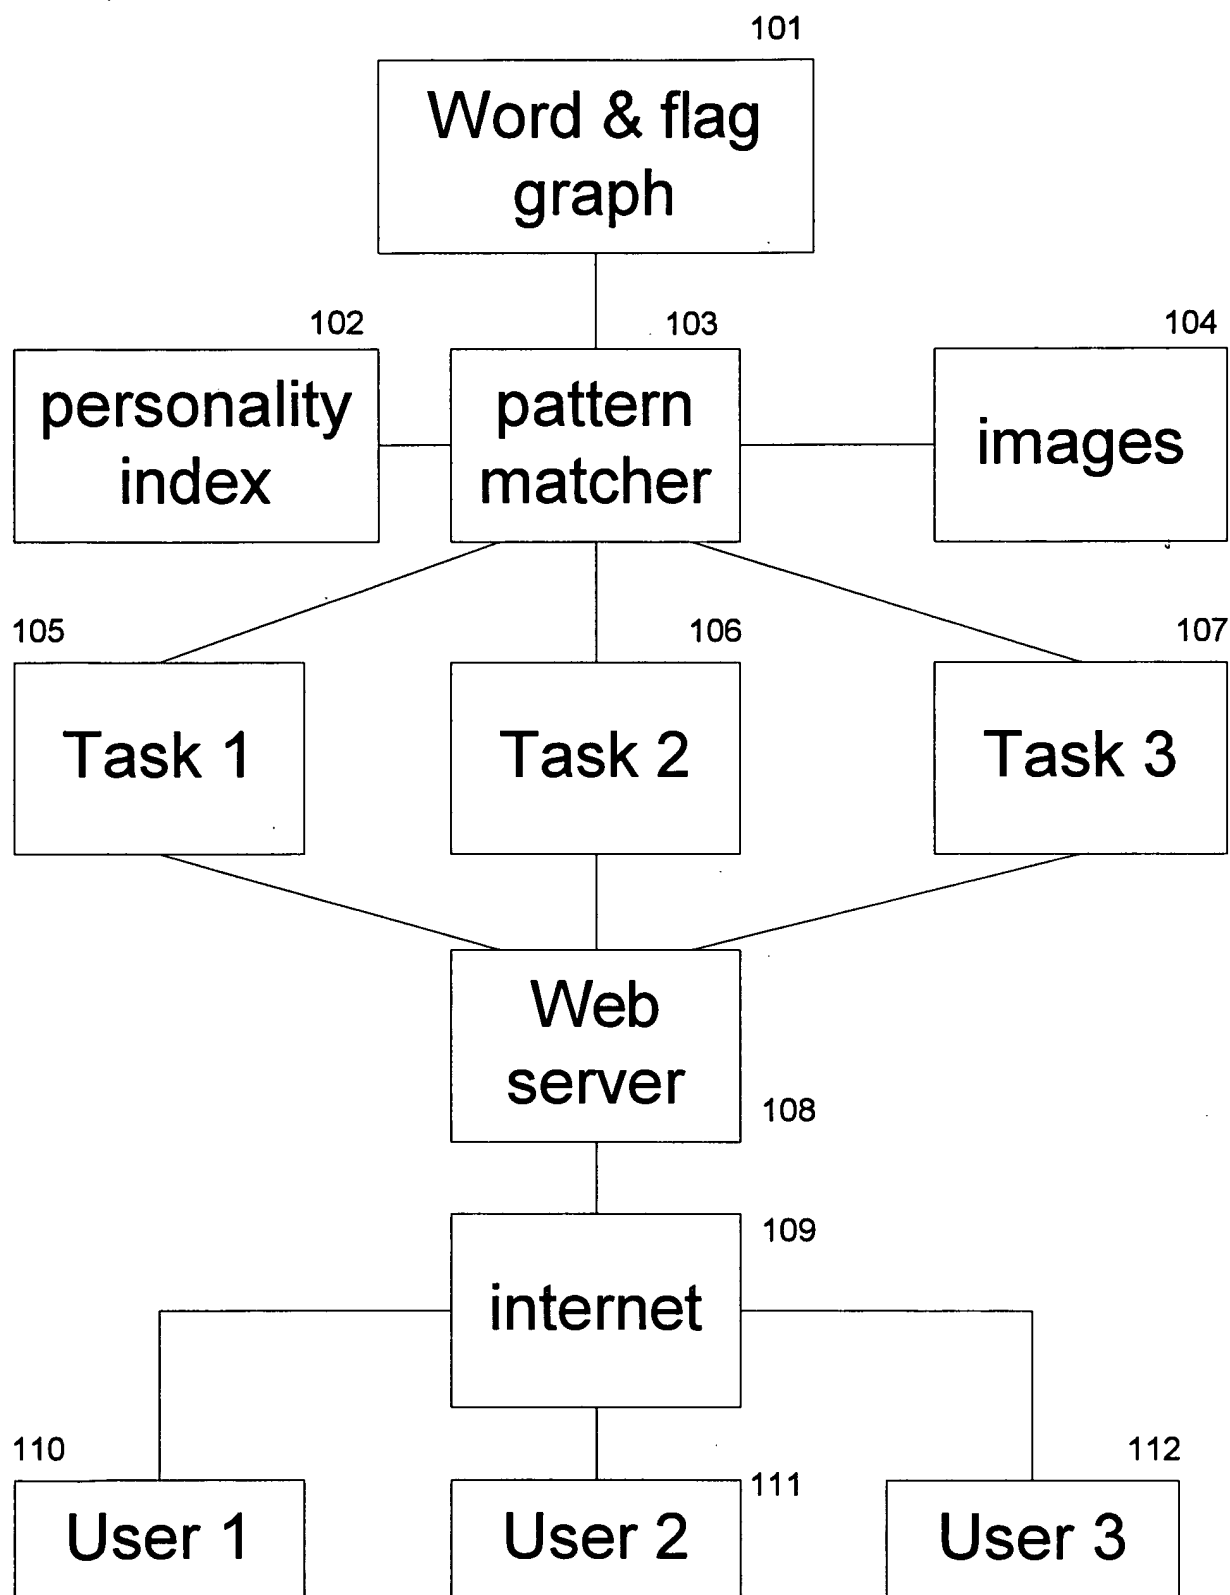 101
Word & flag
graph
102
103
104
personality
index
pattern
matcher
images
105
106
107
Task 1
Task 2
Task 3
Web
server
108
109
internet
110
111
112
User 1
User 2
User 3